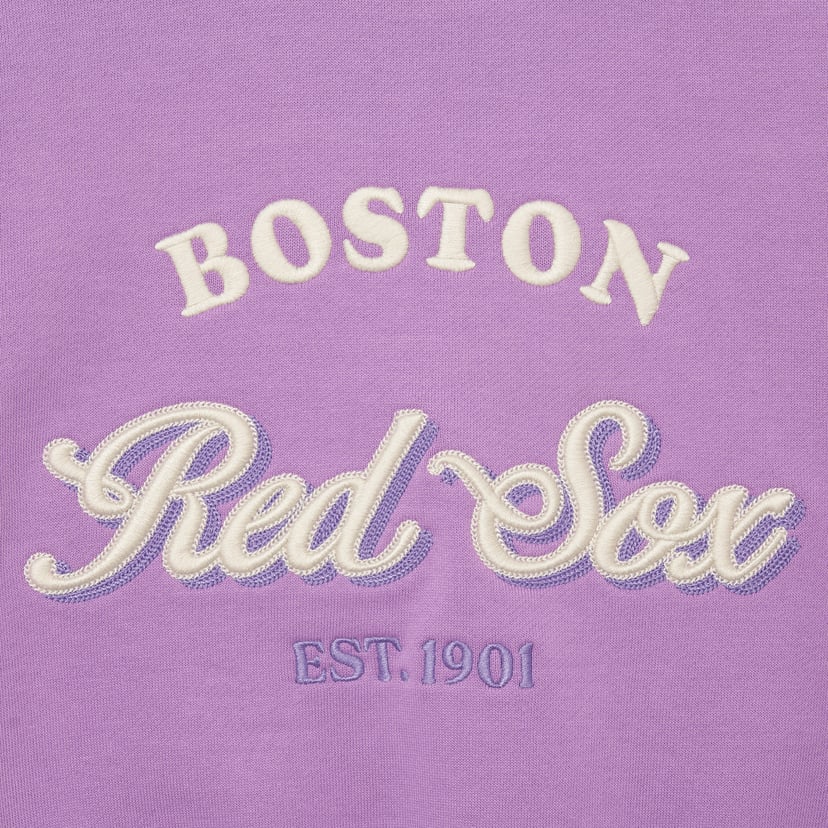 BOSTON
Red Sox
EST. 1901